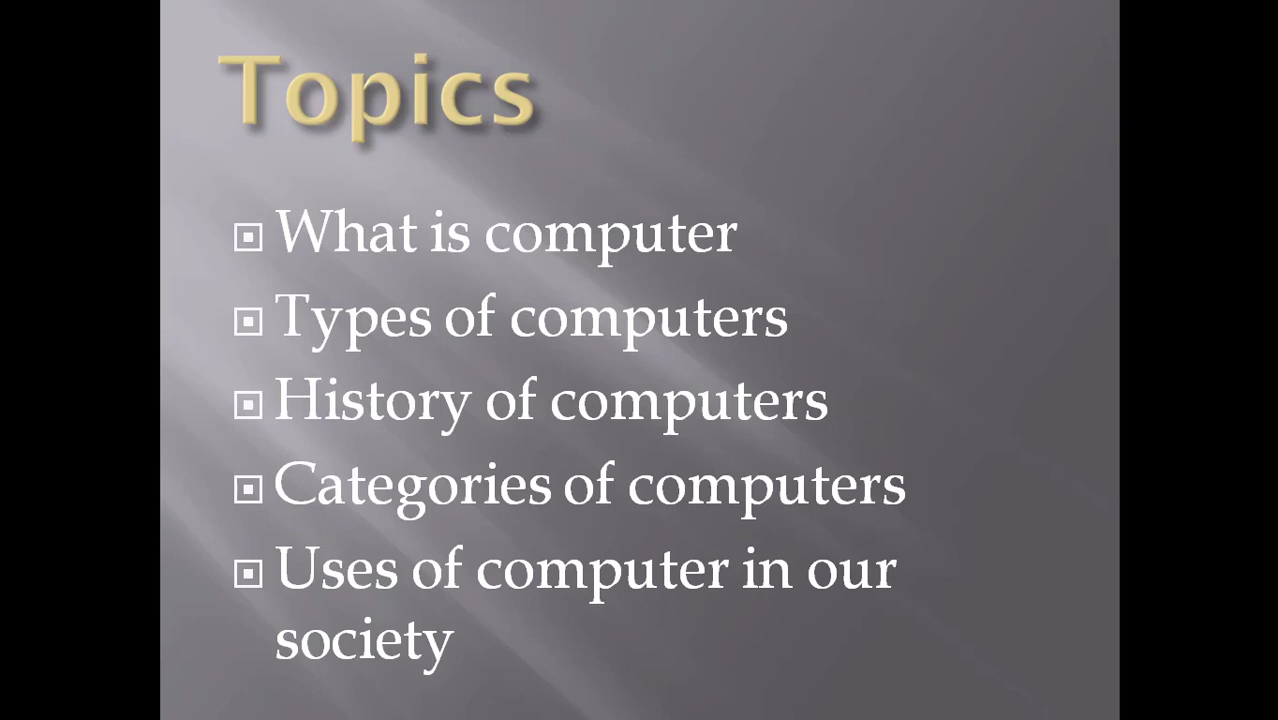 Topics
What is computer
Types of computers
History of computers
Categories of computers
Uses of computer in our
society